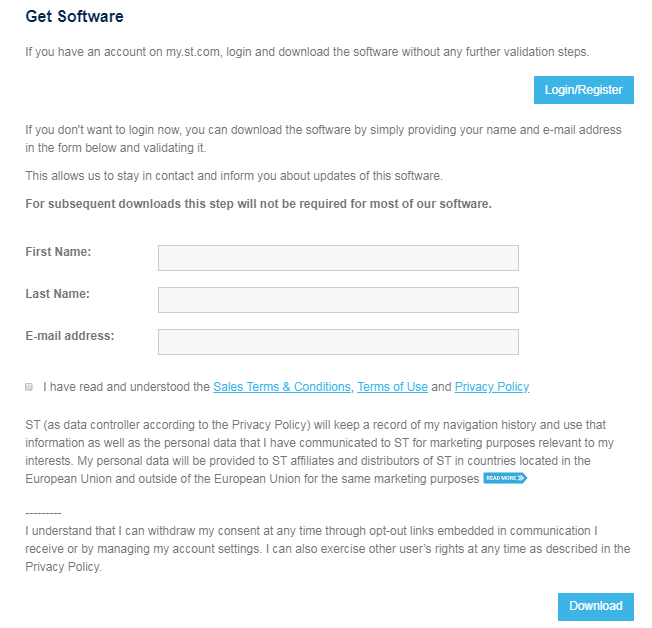 Get Software
If you have an account on my.st.com, login and download the software without any further validation steps.
Login/Register
If you don't want to login now, you can download the software by simply providing your name and e-mail address
in the form below and validating it.
This allows us to stay in contact and inform you about updates of this software.
For subsequent downloads this step will not be required for most of our software.
First Name:
Last Name:
E-mail address:
I have read and understood the Sales Terms & Conditions, Terms of Use and Privacy Policy
ST (as data controller according to the Privacy Policy) will keep a record of my navigation history and use that
information as well as the personal data that I have communicated to ST for marketing purposes relevant to my
interests. My personal data will be provided to ST affiliates and distributors of ST in countries located in the
European Union and outside of the European Union for the same marketing purposes READ MORE
---------
I understand that I can withdraw my consent at any time through opt-out links embedded in communication I
receive or by managing my account settings. I can also exercise other user’s rights at any time as described in the
Privacy Policy.
Download